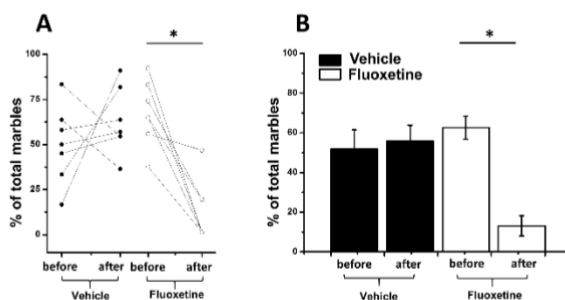 A
*
% of total marbles
100
75
50
25
0
before after before after
Vehicle Fluoxetine
B
*
% of total marbles
100
80
60
40
20
0
Vehicle
Fluoxetine
before after before after
Vehicle Fluoxetine